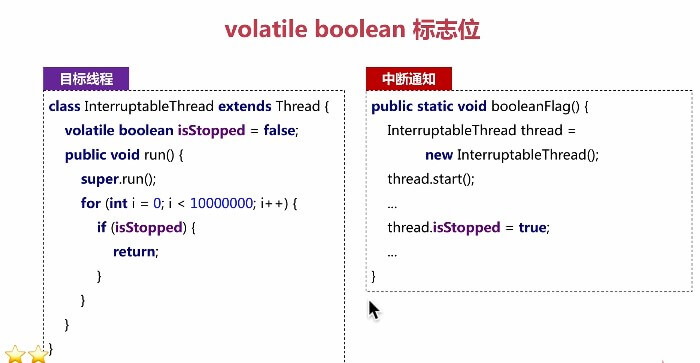 volatile boolean 标志位
目标线程
class InterruptableThread extends Thread {
volatile boolean isStopped = false;
public void run() {
super.run();
for (int i = 0; i < 10000000; i++) {
if (isStopped) {
return;
}
}
}
}
中断通知
public static void booleanFlag() {
InterruptableThread thread =
new InterruptableThread();
thread.start();
...
thread.isStopped = true;
...
}